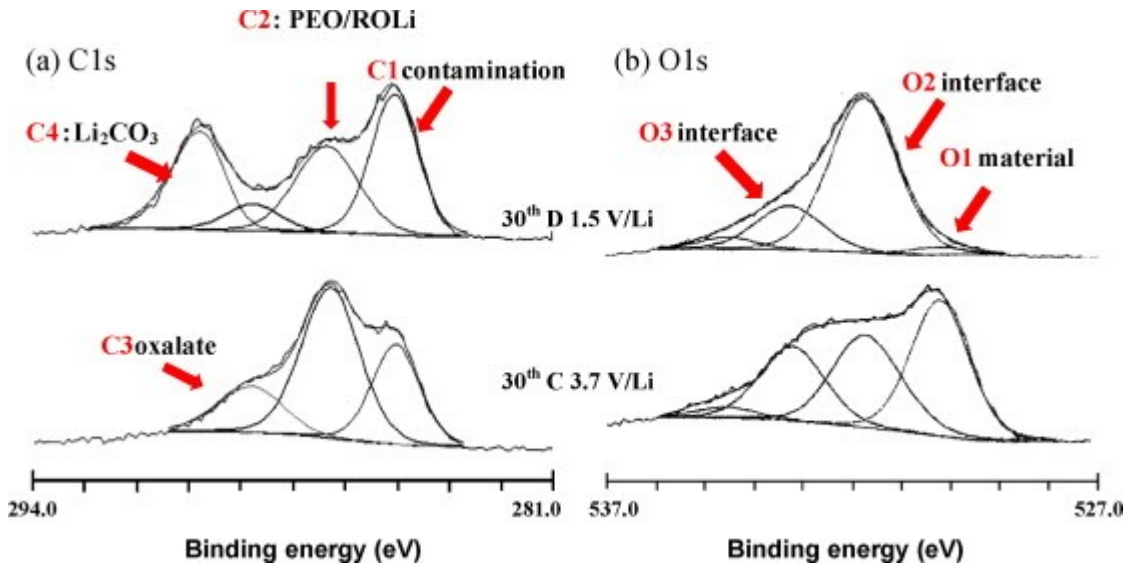 C2: PEO/ROLi
(a) C1s
C1 contamination
C4:Li₂CO₃
30ᵗʰ D 1.5 V/Li
C3 oxalate
30ᵗʰ C 3.7 V/Li
294.0
281.0
Binding energy (eV)
(b) O1s
O2 interface
O3 interface
O1 material
537.0
527.0
Binding energy (eV)